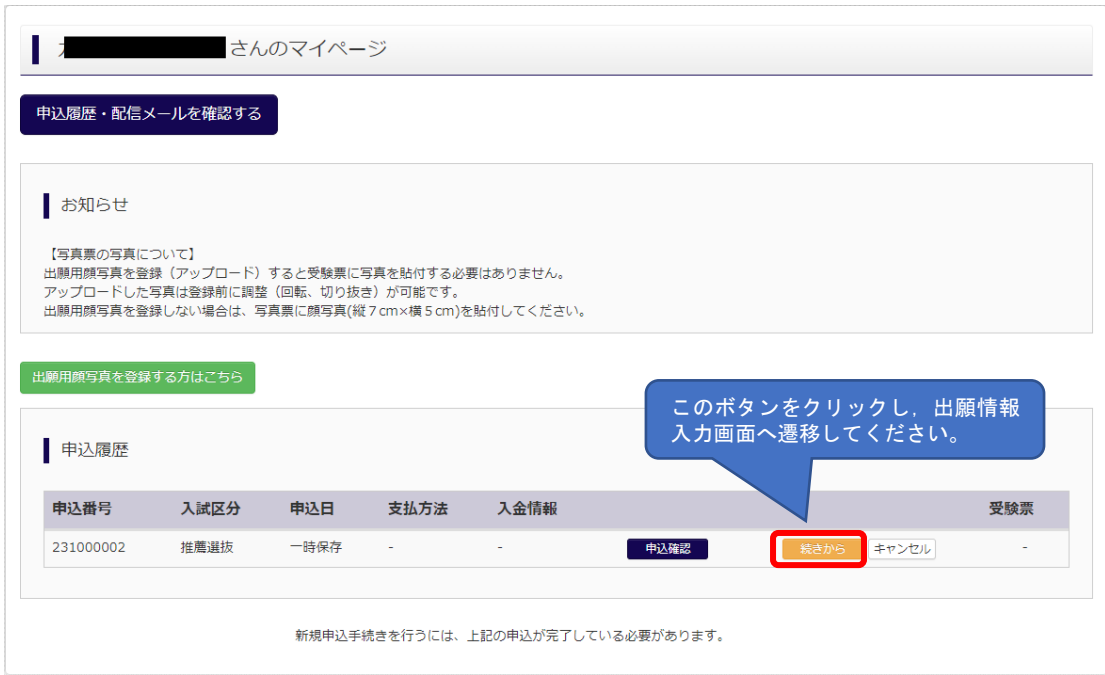 さんのマイページ
申込履歴・配信メールを確認する
お知らせ
【写真票の写真について】
出願用顔写真を登録（アップロード）すると受験票に写真を貼付する必要はありません。
アップロードした写真は登録前に調整（回転、切り抜き）が可能です。
出願用顔写真を登録しない場合は、写真票に顔写真(縦７cm×横５cm)を貼付してください。
出願用顔写真を登録する方はこちら
このボタンをクリックし，出願情報
入力画面へ遷移してください。
申込履歴
申込番号 入試区分 申込日 支払方法 入金情報 受験票
231000002 推薦選抜 一時保存 - - 申込確認 続きから キャンセル -
新規申込手続きを行うには、上記の申込が完了している必要があります。